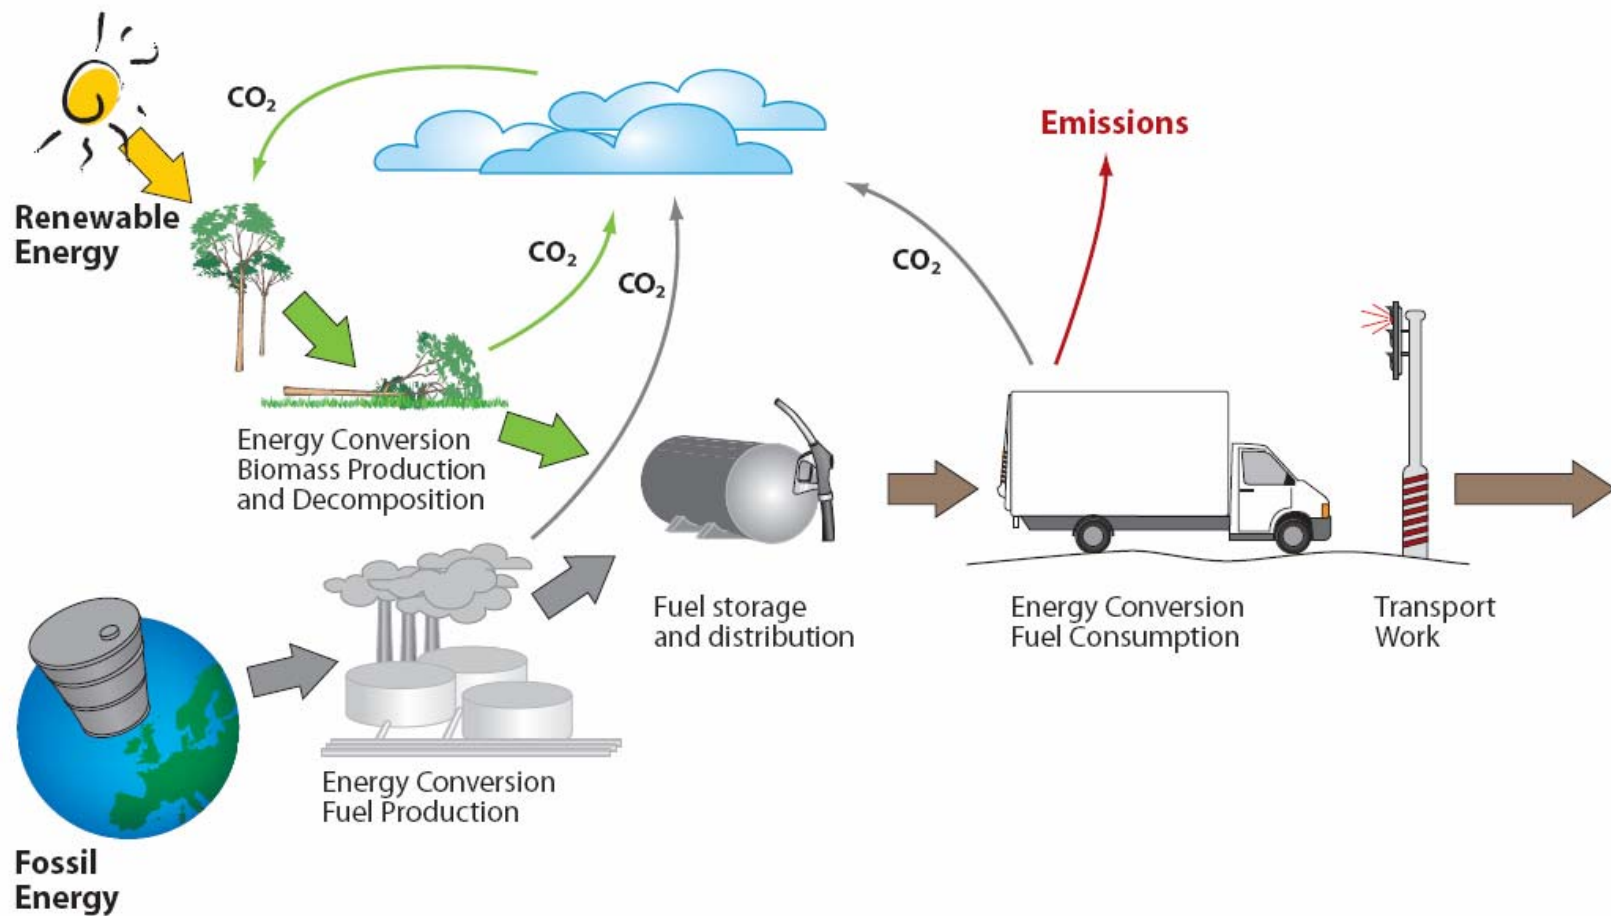 CO₂
Emissions
Renewable
Energy
CO₂
CO₂
CO₂
Energy Conversion
Biomass Production
and Decomposition
Fuel storage
and distribution
Energy Conversion
Fuel Consumption
Transport
Work
Energy Conversion
Fuel Production
Fossil
Energy